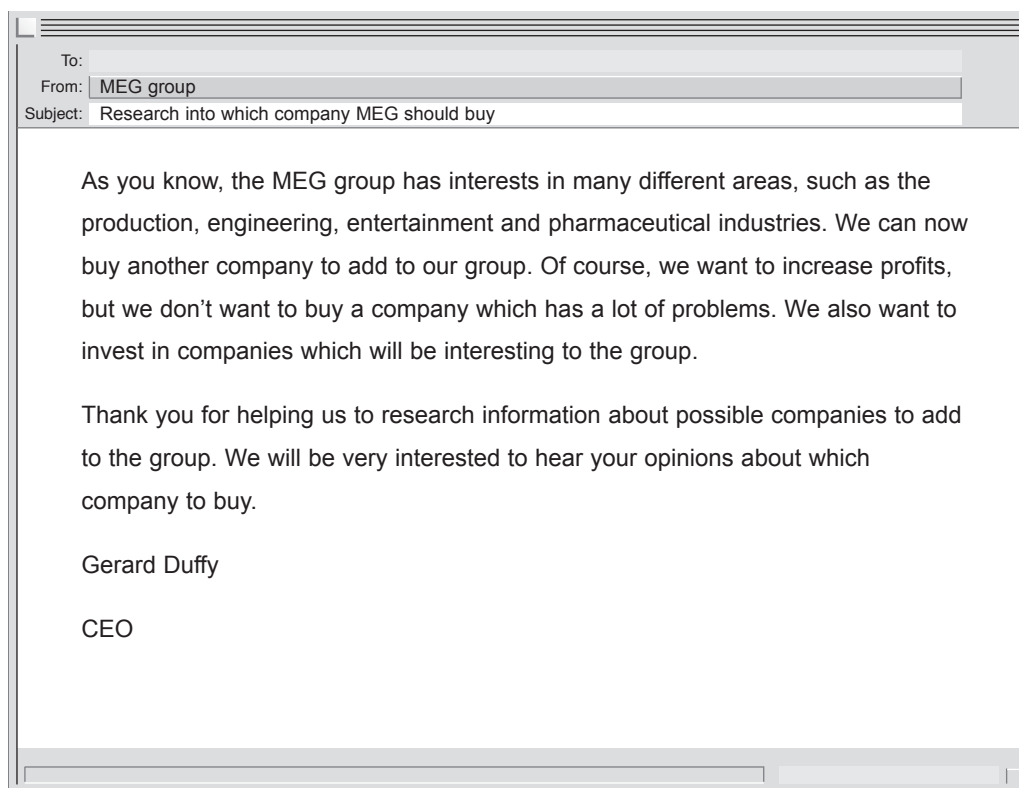 To:
From: MEG group
Subject: Research into which company MEG should buy
As you know, the MEG group has interests in many different areas, such as the
production, engineering, entertainment and pharmaceutical industries. We can now
buy another company to add to our group. Of course, we want to increase profits,
but we don’t want to buy a company which has a lot of problems. We also want to
invest in companies which will be interesting to the group.
Thank you for helping us to research information about possible companies to add
to the group. We will be very interested to hear your opinions about which
company to buy.
Gerard Duffy
CEO